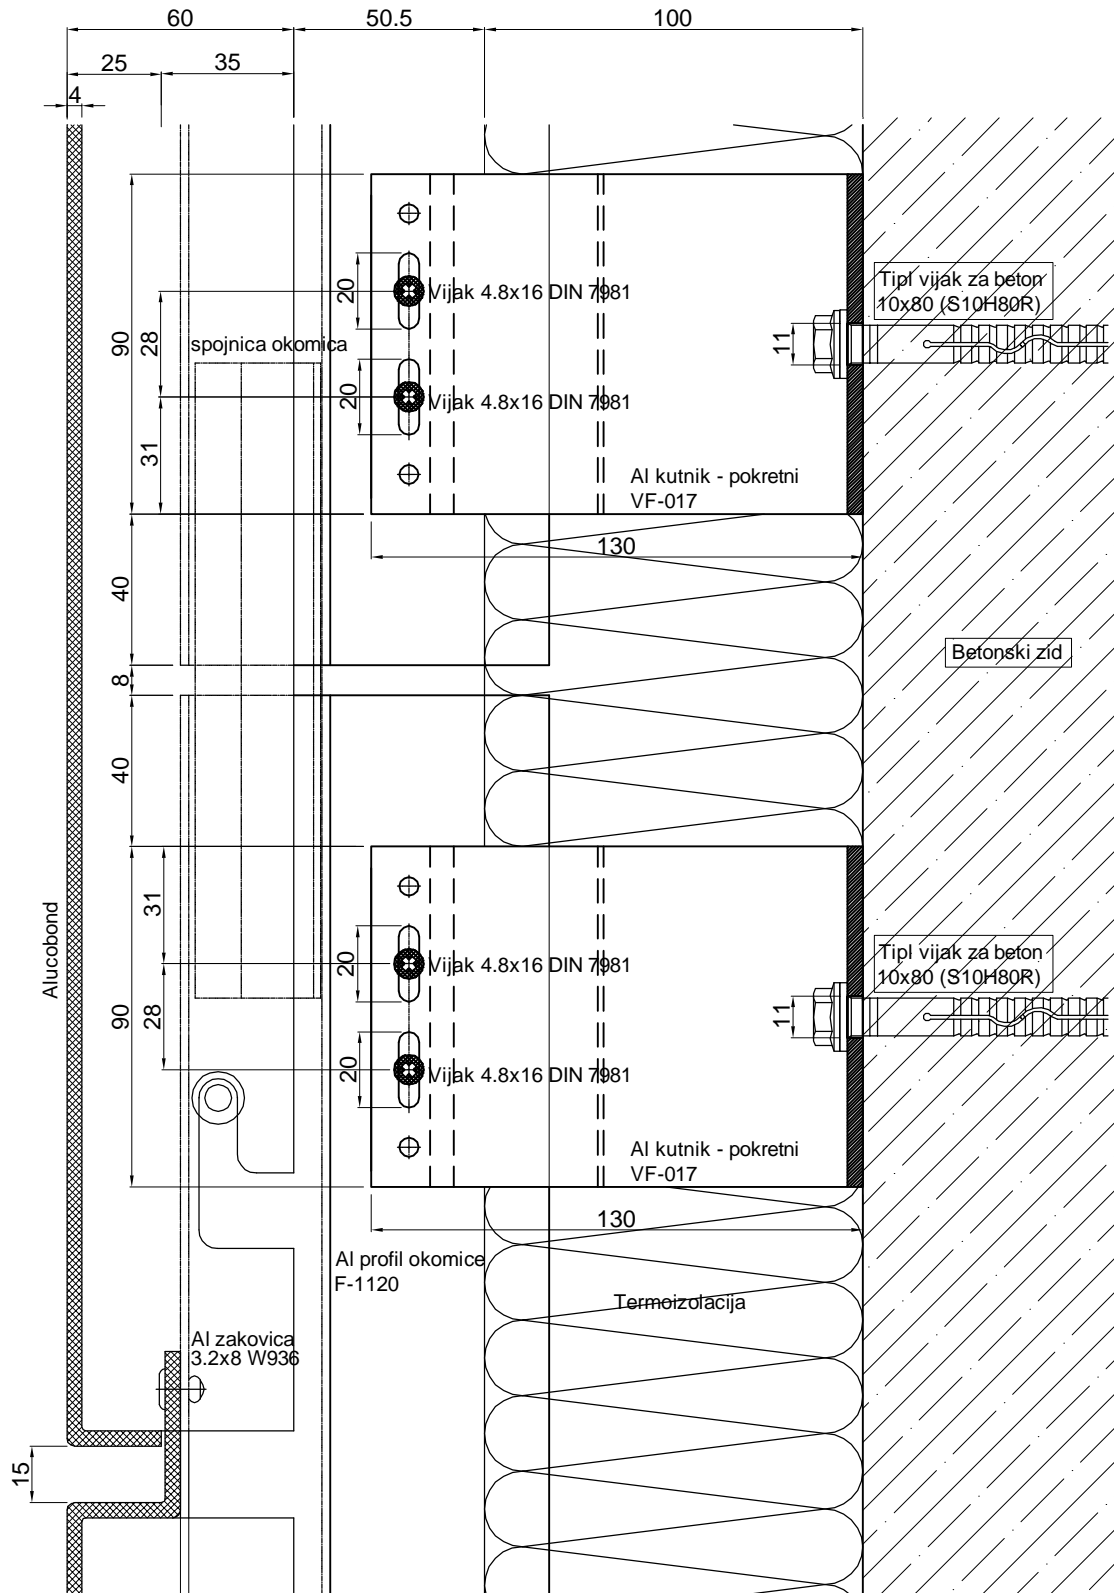 60
50.5
100
25
35
4
Tipl vijak za beton
10x80 (S10H80R)
20
Vijak 4.8x16 DIN 7981
90
28
11
spojnica okomica
20
Vijak 4.8x16 DIN 7981
31
Al kutnik - pokretni
VF-017
130
40
Betonski zid
8
40
31
Alucobond
Tipl vijak za beton
10x80 (S10H80R)
20
Vijak 4.8x16 DIN 7981
90
28
11
20
Vijak 4.8x16 DIN 7981
Al kutnik - pokretni
VF-017
130
Al profil okomice
F-1120
Termoizolacija
Al zakovica
3.2x8 W936
15